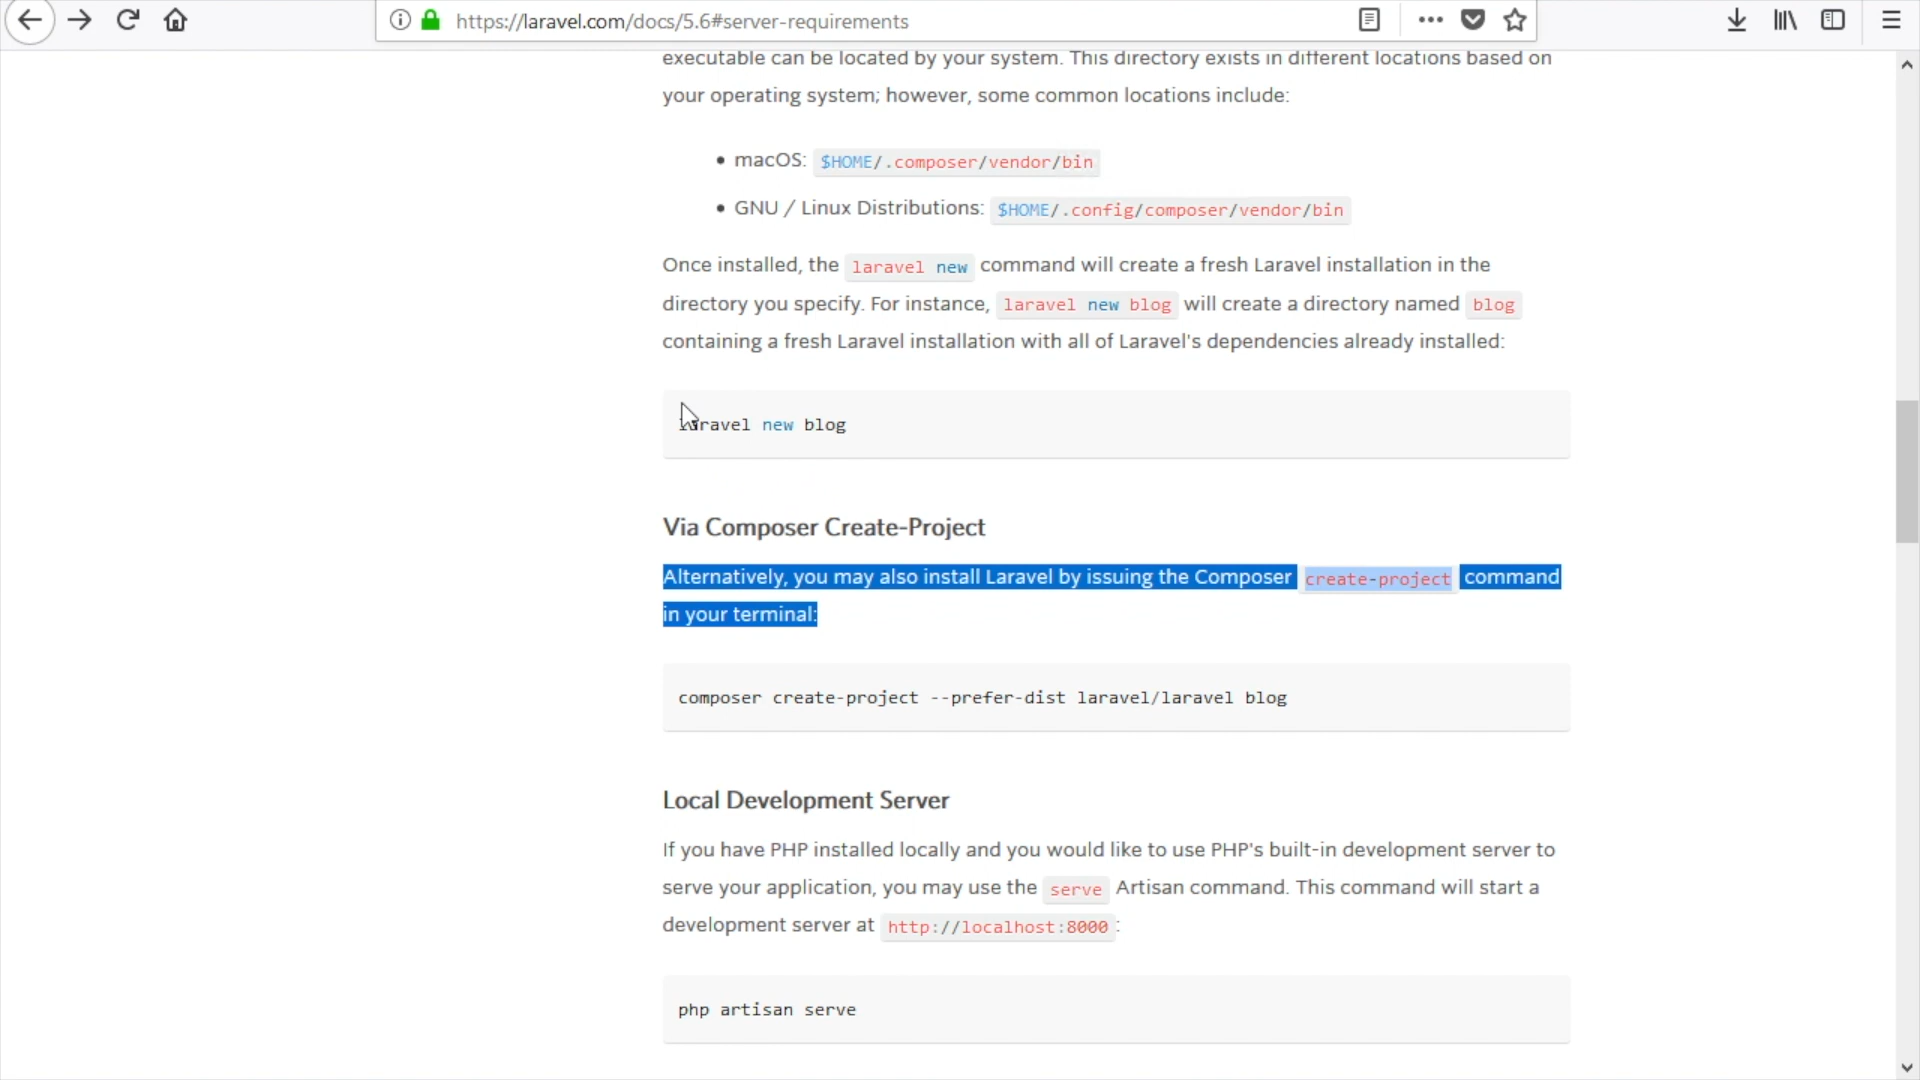 https://laravel.com/docs/5.6#server-requirements
executable can be located by your system. This directory exists in different locations based on
your operating system; however, some common locations include:
macOS: $HOME/.composer/vendor/bin
GNU / Linux Distributions: $HOME/.config/composer/vendor/bin
Once installed, the laravel new command will create a fresh Laravel installation in the
directory you specify. For instance, laravel new blog will create a directory named blog
containing a fresh Laravel installation with all of Laravel's dependencies already installed:
laravel new blog
Via Composer Create-Project
Alternatively, you may also install Laravel by issuing the Composer create-project command
in your terminal:
composer create-project --prefer-dist laravel/laravel blog
Local Development Server
If you have PHP installed locally and you would like to use PHP's built-in development server to
serve your application, you may use the serve Artisan command. This command will start a
development server at http://localhost:8000:
php artisan serve